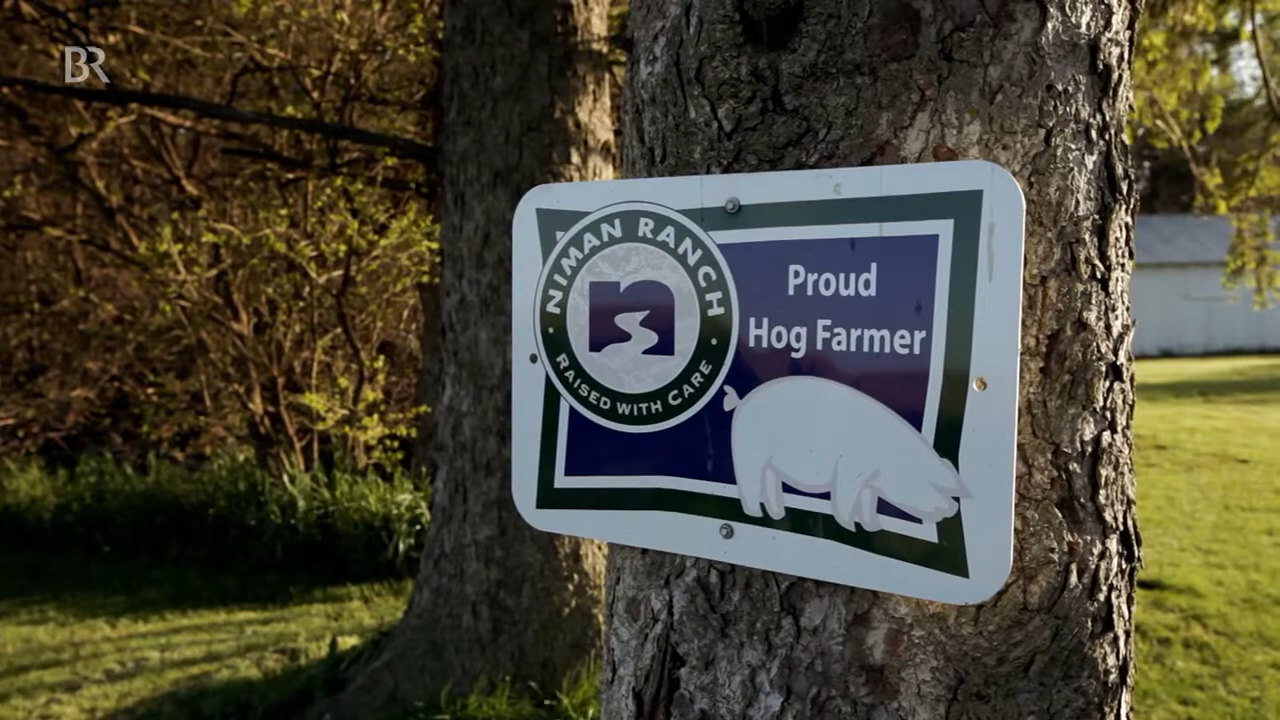 BR
NIMAN RANCH
n
RAISED WITH CARE
Proud
Hog Farmer